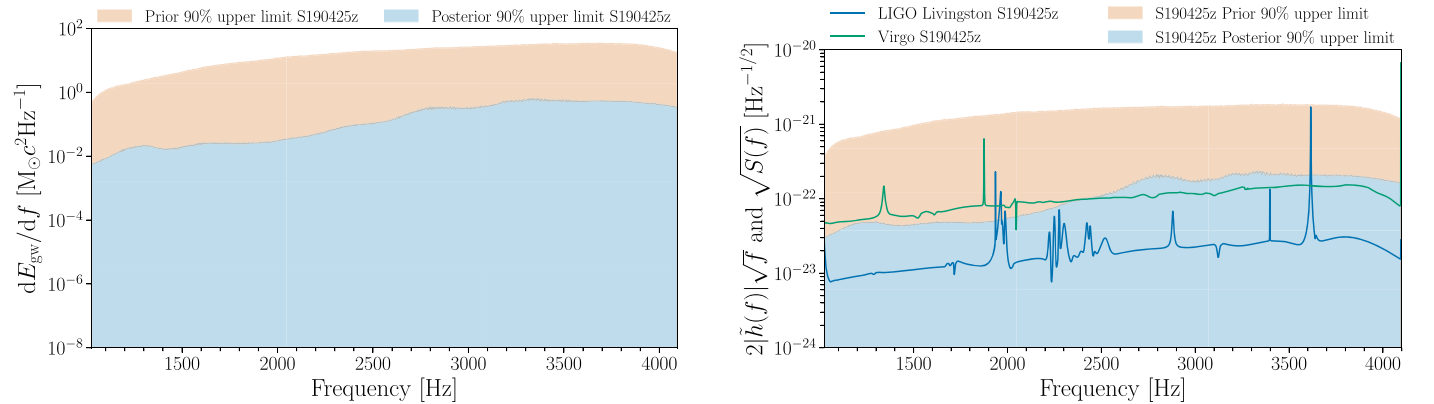 Prior 90% upper limit S190425z
Posterior 90% upper limit S190425z
10^2
10^0
10^−2
10^−4
10^−6
10^−8
dE_gw/df [M_⊙c^2Hz^−1]
1500 2000 2500 3000 3500 4000
Frequency [Hz]
LIGO Livingston S190425z
Virgo S190425z
S190425z Prior 90% upper limit
S190425z Posterior 90% upper limit
10^−20
10^−21
10^−22
10^−23
10^−24
2|h̃(f)|√f and √S(f) [Hz^−1/2]
1500 2000 2500 3000 3500 4000
Frequency [Hz]